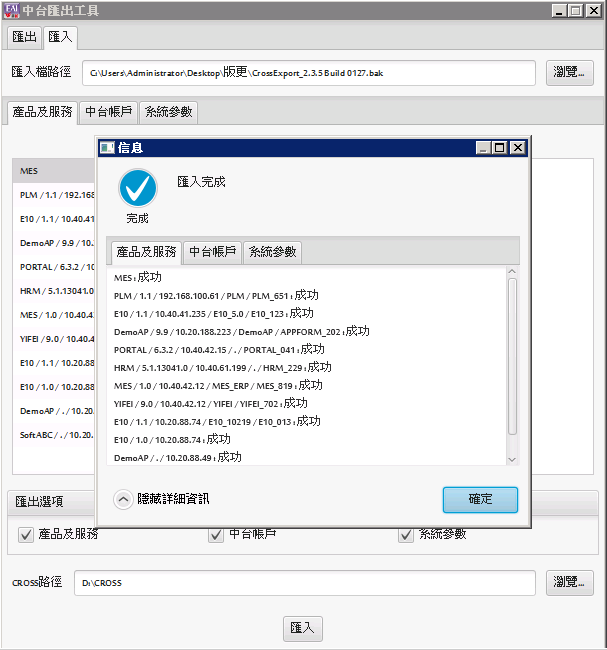 EAI 中台匯出工具
匯出 匯入
匯入檔路徑 C:\Users\Administrator\Desktop\版更\CrossExport_2.3.5 Build 0127.bak 瀏覽...
產品及服務 中台帳戶 系統參數
MES
PLM / 1.1 / 192.168
E10 / 1.1 / 10.40.41
DemoAP / 9.9 / 10.
PORTAL / 6.3.2 / 10
HRM / 5.1.13041.0
MES / 1.0 / 10.40.4
YIFEI / 9.0 / 10.40.4
E10 / 1.1 / 10.20.88
E10 / 1.0 / 10.20.88
DemoAP / . / 10.20.
SoftABC / . / 10.20.
信息
匯入完成
完成
產品及服務 中台帳戶 系統參數
MES : 成功
PLM / 1.1 / 192.168.100.61 / PLM / PLM_651 : 成功
E10 / 1.1 / 10.40.41.235 / E10_5.0 / E10_123 : 成功
DemoAP / 9.9 / 10.20.188.223 / DemoAP / APPFORM_202 : 成功
PORTAL / 6.3.2 / 10.40.42.15 / . / PORTAL_041 : 成功
HRM / 5.1.13041.0 / 10.40.61.199 / . / HRM_229 : 成功
MES / 1.0 / 10.40.42.12 / MES_ERP / MES_819 : 成功
YIFEI / 9.0 / 10.40.42.12 / YIFEI / YIFEI_702 : 成功
E10 / 1.1 / 10.20.88.74 / E10_10219 / E10_013 : 成功
E10 / 1.0 / 10.20.88.74 : 成功
DemoAP / . / 10.20.88.49 : 成功
隱藏詳細資訊 確定
匯出選項
產品及服務 中台帳戶 系統參數
CROSS路徑 D:\CROSS 瀏覽...
匯入